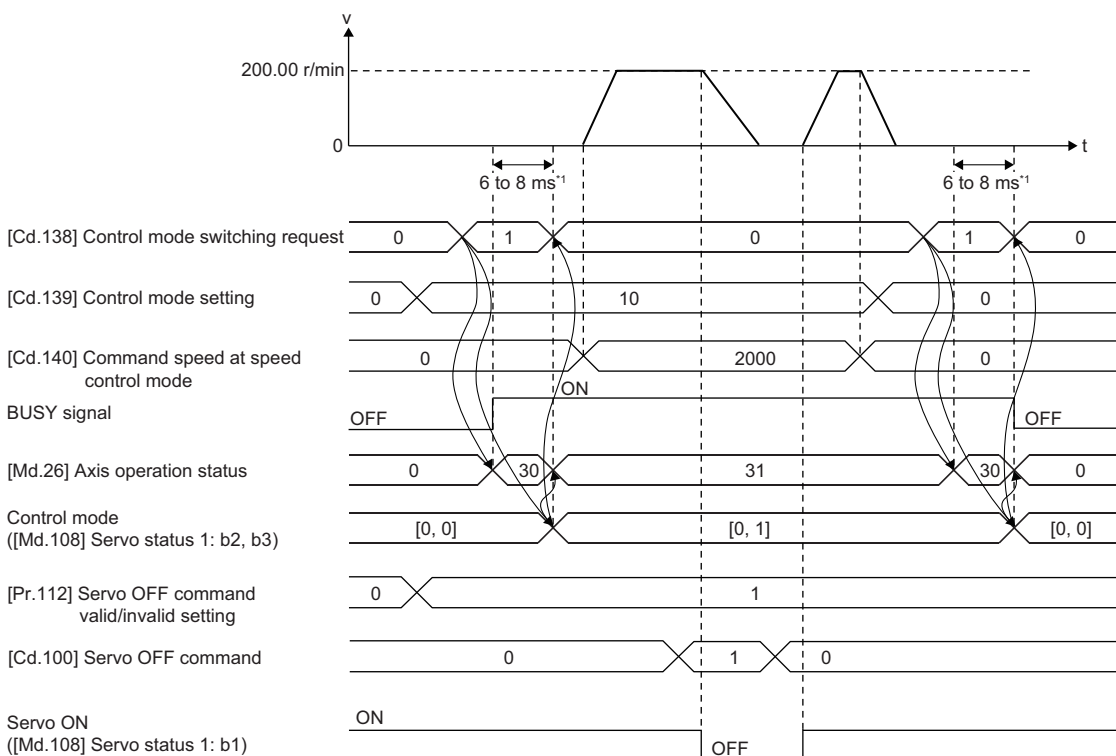 v
200.00 r/min
0
t
6 to 8 ms*1
6 to 8 ms*1
[Cd.138] Control mode switching request
0
1
0
1
0
[Cd.139] Control mode setting
0
10
0
[Cd.140] Command speed at speed
control mode
0
2000
0
BUSY signal
OFF
ON
OFF
[Md.26] Axis operation status
0
30
31
30
0
Control mode
([Md.108] Servo status 1: b2, b3)
[0, 0]
[0, 1]
[0, 0]
[Pr.112] Servo OFF command
valid/invalid setting
0
1
[Cd.100] Servo OFF command
0
1
0
Servo ON
([Md.108] Servo status 1: b1)
ON
OFF